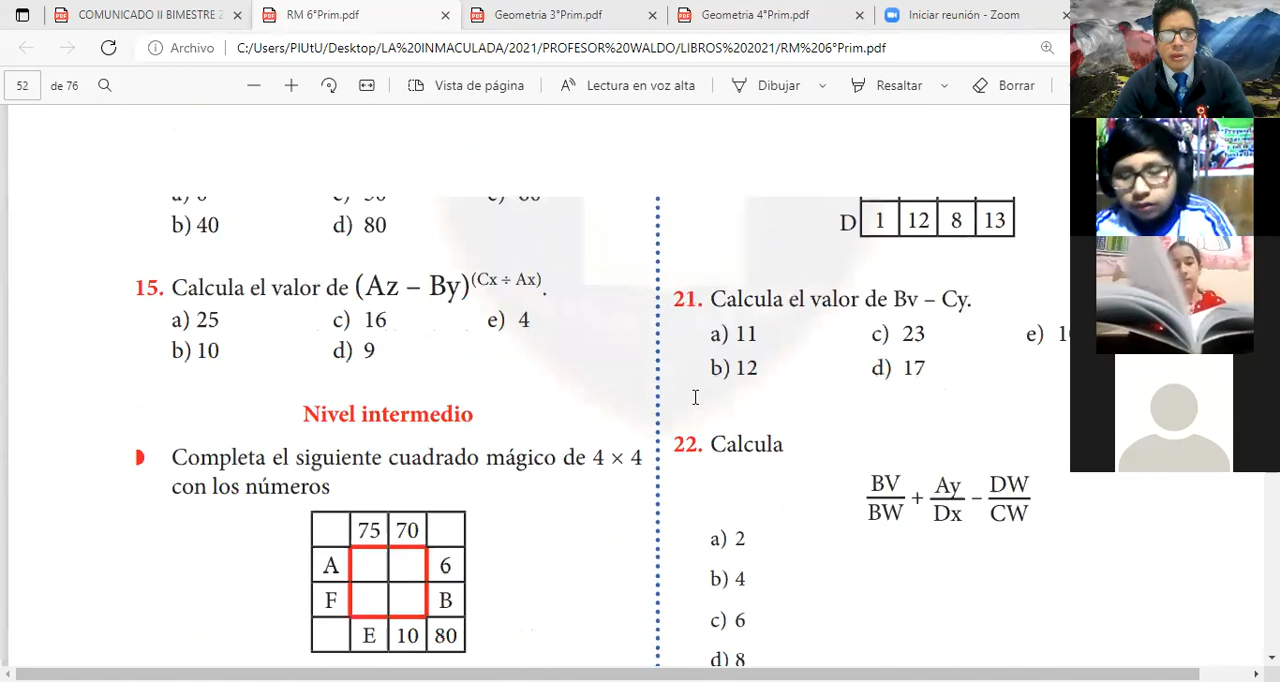 COMUNICADO II BIMESTRE 2
RM 6°Prim.pdf
Geometria 3°Prim.pdf
Geometria 4°Prim.pdf
Iniciar reunión - Zoom
Archivo
C:/Users/PIUtU/Desktop/LA%20INMACULADA/2021/PROFESOR%20WALDO/LIBROS%202021/RM%206°Prim.pdf
52 de 76
Vista de página
Lectura en voz alta
Dibujar
Resaltar
Borrar
b) 40 d) 80
15. Calcula el valor de (Az – By)^(Cx ÷ Ax).
a) 25 c) 16 e) 4
b) 10 d) 9
Nivel intermedio
Completa el siguiente cuadrado mágico de 4 × 4
con los números
75 70
A 6
F B
E 10 80
D 1 12 8 13
21. Calcula el valor de Bv – Cy.
a) 11 c) 23 e)
b) 12 d) 17
22. Calcula
BV/BW + Ay/Dx – DW/CW
a) 2
b) 4
c) 6
d) 8